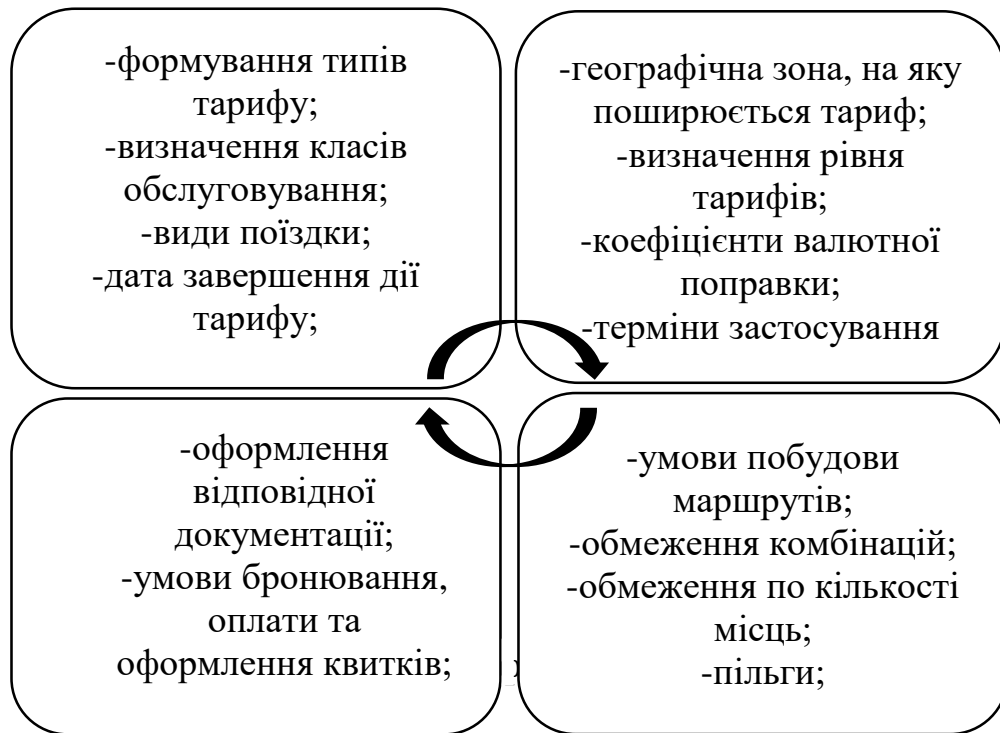 -формування типів
тарифу;
-визначення класів
обслуговування;
-види поїздки;
-дата завершення дії
тарифу;
-географічна зона, на яку
поширюється тариф;
-визначення рівня
тарифів;
-коефіцієнти валютної
поправки;
-терміни застосування
-оформлення
відповідної
документації;
-умови бронювання,
оплати та
оформлення квитків;
-умови побудови
маршрутів;
-обмеження комбінацій;
-обмеження по кількості
місць;
-пільги;